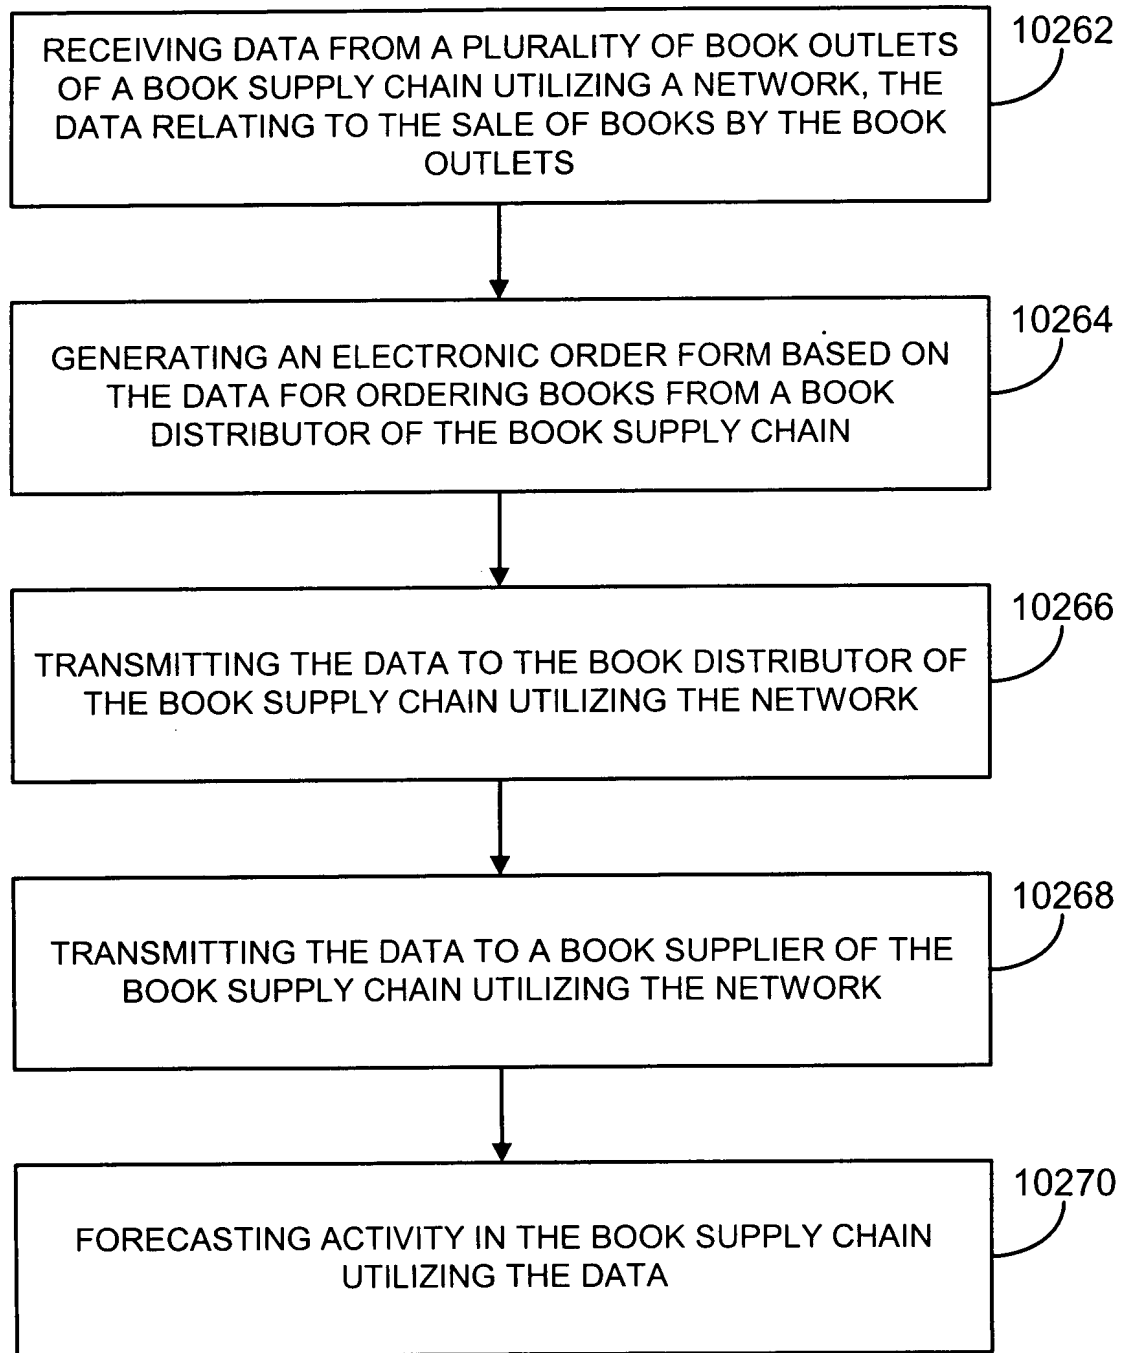 RECEIVING DATA FROM A PLURALITY OF BOOK OUTLETS
OF A BOOK SUPPLY CHAIN UTILIZING A NETWORK, THE
DATA RELATING TO THE SALE OF BOOKS BY THE BOOK
OUTLETS
10262
GENERATING AN ELECTRONIC ORDER FORM BASED ON
THE DATA FOR ORDERING BOOKS FROM A BOOK
DISTRIBUTOR OF THE BOOK SUPPLY CHAIN
10264
TRANSMITTING THE DATA TO THE BOOK DISTRIBUTOR OF
THE BOOK SUPPLY CHAIN UTILIZING THE NETWORK
10266
TRANSMITTING THE DATA TO A BOOK SUPPLIER OF THE
BOOK SUPPLY CHAIN UTILIZING THE NETWORK
10268
FORECASTING ACTIVITY IN THE BOOK SUPPLY CHAIN
UTILIZING THE DATA
10270